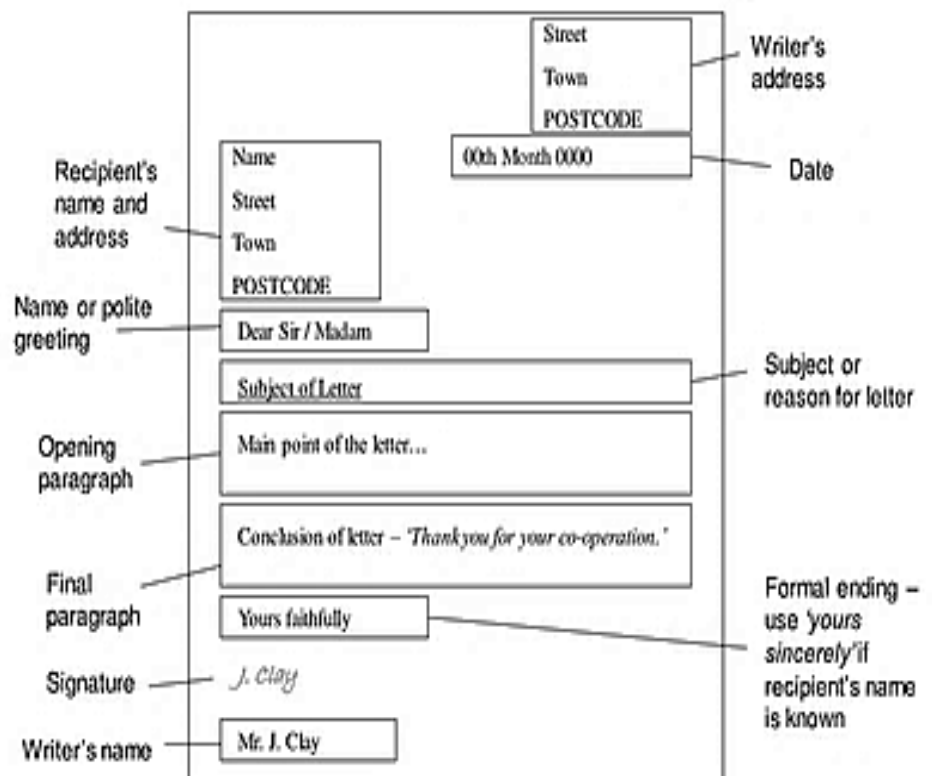 Street
Town
POSTCODE
Writer's
address
00th Month 0000
Date
Recipient's
name and
address
Name
Street
Town
POSTCODE
Name or polite
greeting
Dear Sir / Madam
Subject of Letter
Subject or
reason for letter
Opening
paragraph
Main point of the letter...
Conclusion of letter – 'Thankyou for your co-operation.'
Final
paragraph
Yours faithfully
Formal ending –
use 'yours
sincerely' if
recipient's name
is known
Signature
J. Clay
Writer's name
Mr. J. Clay